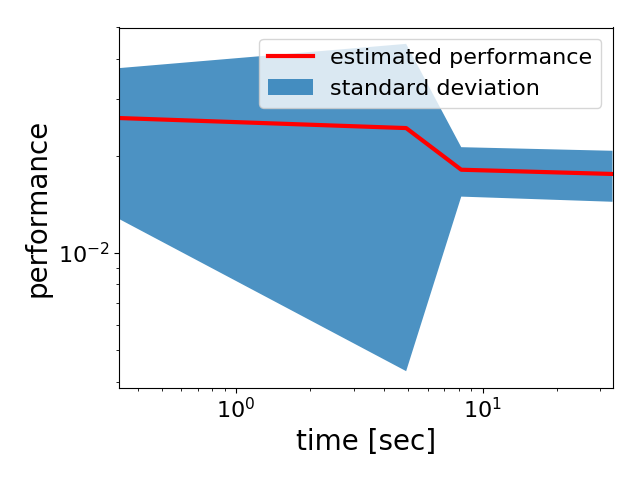 estimated performance
standard deviation
performance
10⁻²
10⁰
10¹
time [sec]